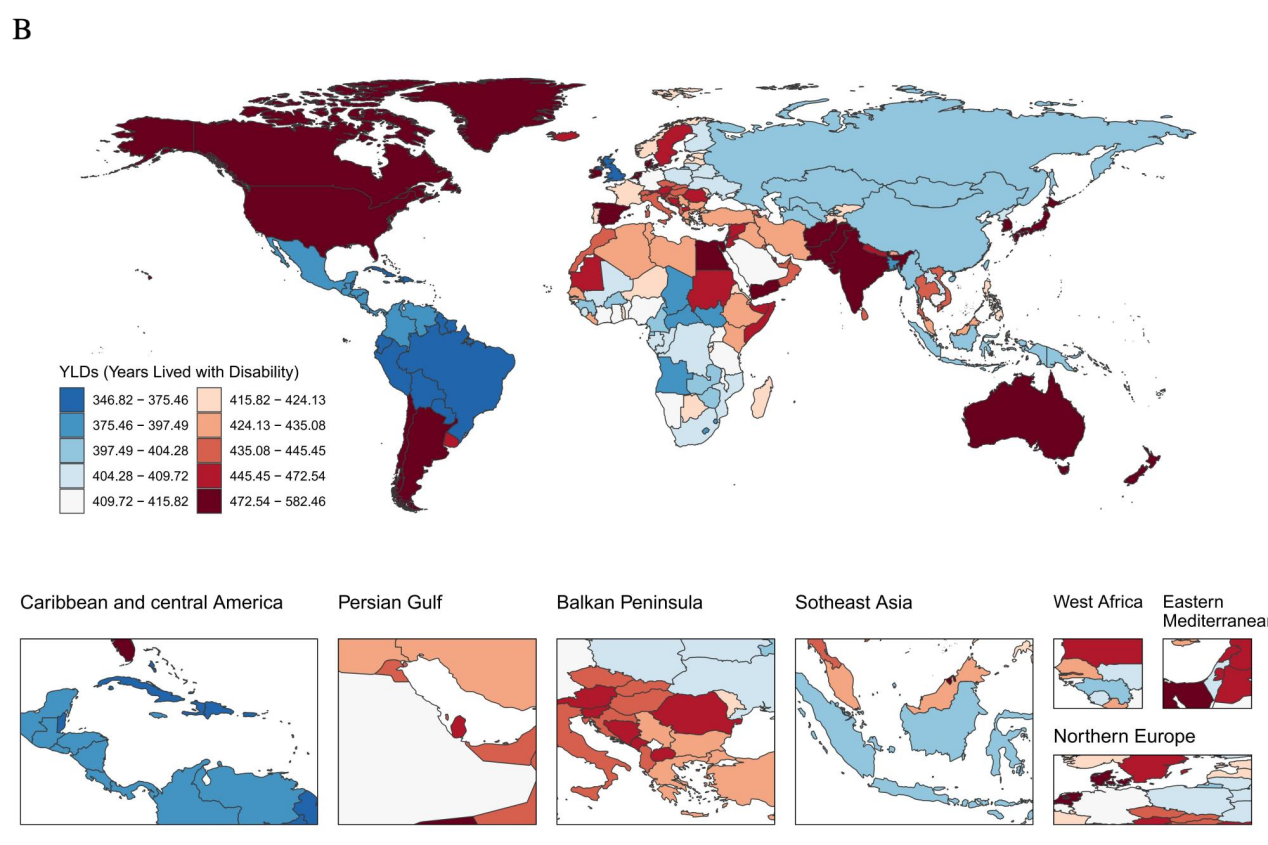 B
YLDs (Years Lived with Disability)
346.82 – 375.46
375.46 – 397.49
397.49 – 404.28
404.28 – 409.72
409.72 – 415.82
415.82 – 424.13
424.13 – 435.08
435.08 – 445.45
445.45 – 472.54
472.54 – 582.46
Caribbean and central America
Persian Gulf
Balkan Peninsula
Sotheast Asia
West Africa
Eastern
Mediterranea
Northern Europe